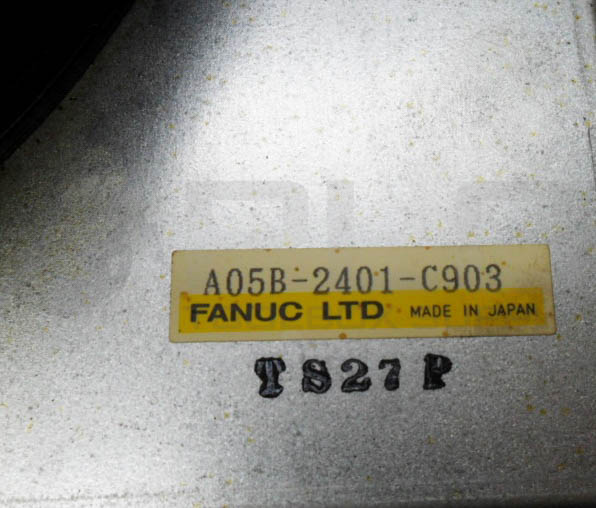 A05B-2401-C903
FANUC LTD MADE IN JAPAN
TS27P